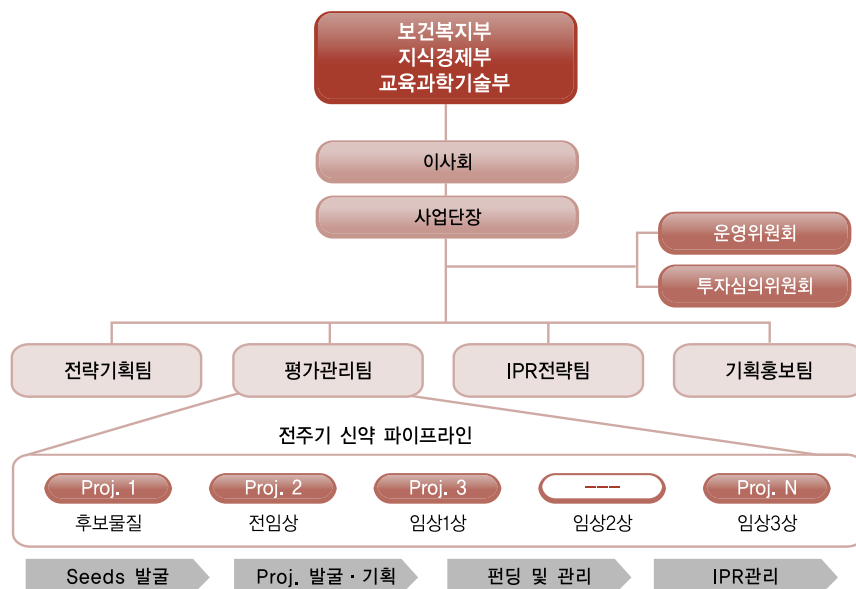 보건복지부
지식경제부
교육과학기술부
이사회
사업단장
운영위원회
투자심의위원회
전략기획팀
평가관리팀
IPR전략팀
기획홍보팀
전주기 신약 파이프라인
Proj. 1
Proj. 2
Proj. 3
---
Proj. N
후보물질
전임상
임상1상
임상2상
임상3상
Seeds 발굴
Proj. 발굴·기획
펀딩 및 관리
IPR관리